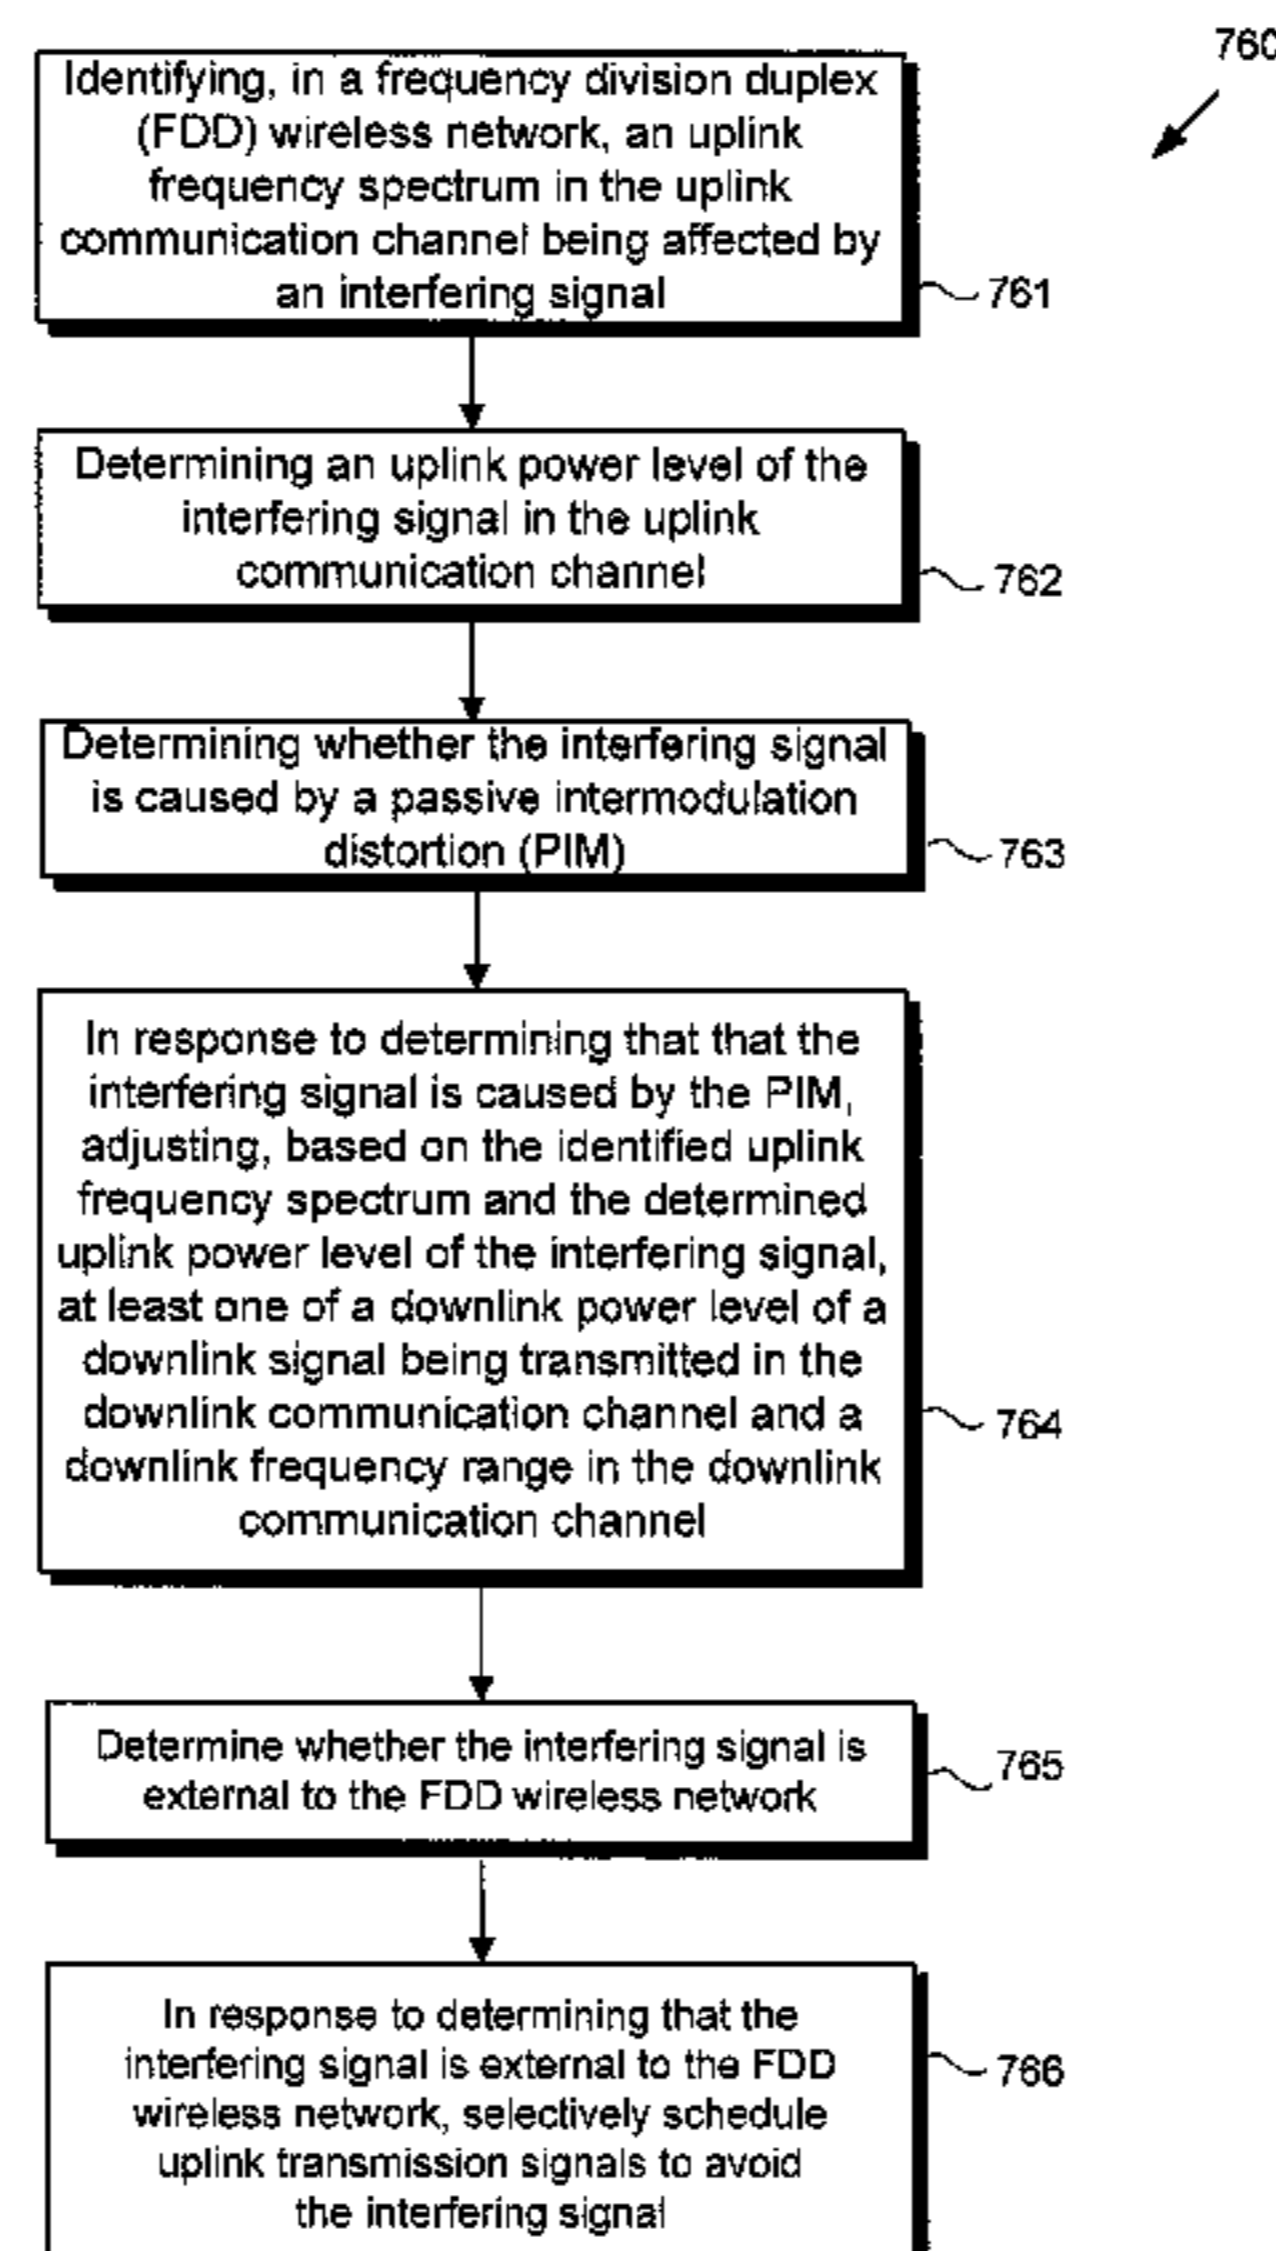 760
Identifying, in a frequency division duplex
(FDD) wireless network, an uplink
frequency spectrum in the uplink
communication channel being affected by
an interfering signal
761
Determining an uplink power level of the
interfering signal in the uplink
communication channel
762
Determining whether the interfering signal
is caused by a passive intermodulation
distortion (PIM)
763
In response to determining that that the
interfering signal is caused by the PIM,
adjusting, based on the identified uplink
frequency spectrum and the determined
uplink power level of the interfering signal,
at least one of a downlink power level of a
downlink signal being transmitted in the
downlink communication channel and a
downlink frequency range in the downlink
communication channel
764
Determine whether the interfering signal is
external to the FDD wireless network
765
In response to determining that the
interfering signal is external to the FDD
wireless network, selectively schedule
uplink transmission signals to avoid
the interfering signal
766